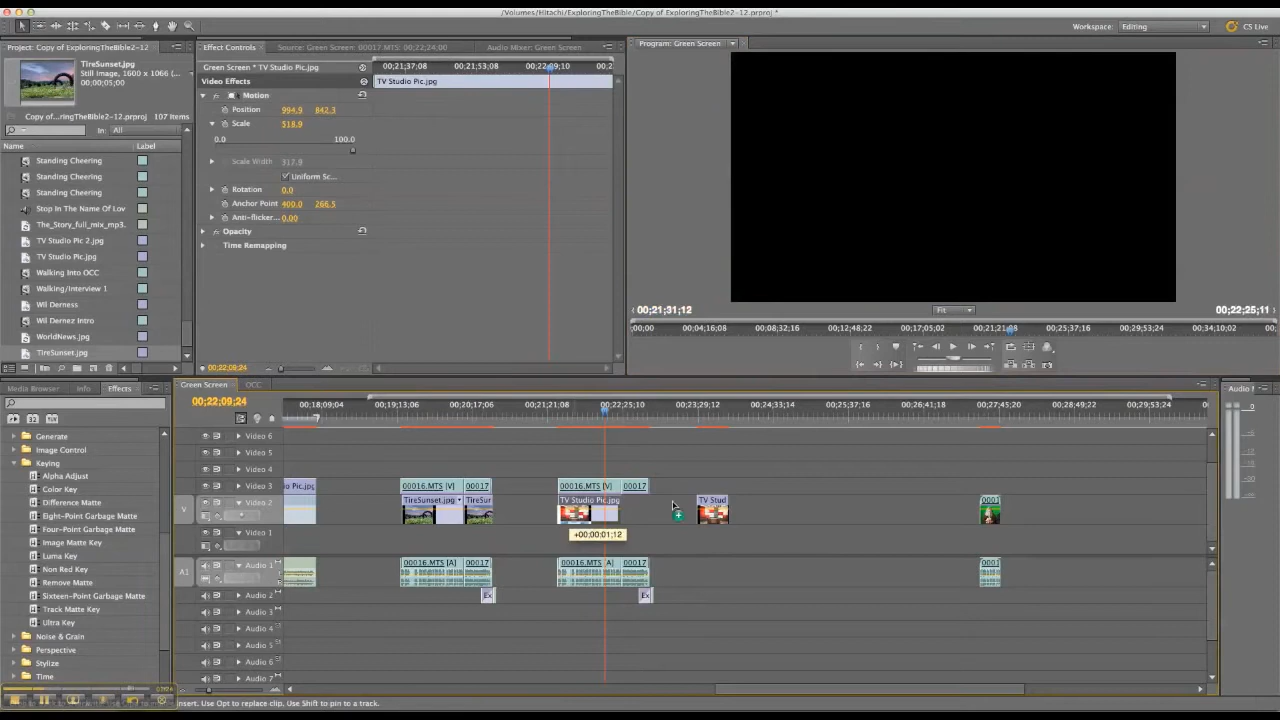 /Volumes/Hitachi/ExploringTheBible/Copy of ExploringTheBible2-12.prproj *
Workspace: Editing
CS Live
Project: Copy of ExploringTheBible2-12
Effect Controls
Source: Green Screen: 00017.MTS: 00;22;24;00
Audio Mixer: Green Screen
Program: Green Screen
TireSunset.jpg
Still Image, 1600 x 1066
00;00;05;00
Copy of...ringTheBible2-12.prproj
107 Items
In: All
Name
Label
Standing Cheering
Standing Cheering
Standing Cheering
Stop In The Name Of Lov
The_Story_full_mix_mp3.
TV Studio Pic 2.jpg
TV Studio Pic.jpg
Walking Into OCC
Walking/Interview 1
Wil Derness
Wil Dernez Intro
WorldNews.jpg
TireSunset.jpg
Green Screen * TV Studio Pic.jpg
00;21;37;08
00;21;53;08
00;22;09;10
00;2
Video Effects
TV Studio Pic.jpg
Motion
Position
994.9
842.3
Scale
518.9
0.0
100.0
Scale Width
317.9
Uniform Sc...
Rotation
0.0
Anchor Point
400.0
266.5
Anti-flicker...
0.00
Opacity
Time Remapping
00;22;09;24
00;21;31;12
Fit
00;22;25;11
;00;00
00;04;16;08
00;08;32;16
00;12;48;22
00;17;05;02
00;21;21;08
00;25;37;16
00;29;53;24
00;34;10;02
Media Browser
Info
Effects
Generate
Image Control
Keying
Alpha Adjust
Color Key
Difference Matte
Eight-Point Garbage Matte
Four-Point Garbage Matte
Image Matte Key
Luma Key
Non Red Key
Remove Matte
Sixteen-Point Garbage Matte
Track Matte Key
Ultra Key
Noise & Grain
Perspective
Stylize
Time
Green Screen
OCC
00;22;09;24
00;18;09;04
00;19;13;06
00;20;17;06
00;21;21;08
00;22;25;10
00;23;29;12
00;24;33;14
00;25;37;16
00;26;41;18
00;27;45;20
00;28;49;22
00;29;53;24
Video 6
Video 5
Video 4
Video 3
00016.MTS [V]
00017
00016.MTS [V]
00017
V
Video 2
TireSunset.jpg
TireSur
TV Studio Pic.jpg
TV Stud
0001
+00;00;01;12
Video 1
A1
Audio 1
00016.MTS [A]
00017
00016.MTS [A]
00017
0001
Audio 2
Ex
Ex
Audio 3
Audio 4
Audio 5
Audio 6
Audio 7
Audio M
nsert. Use Opt to replace clip. Use Shift to pin to a track.